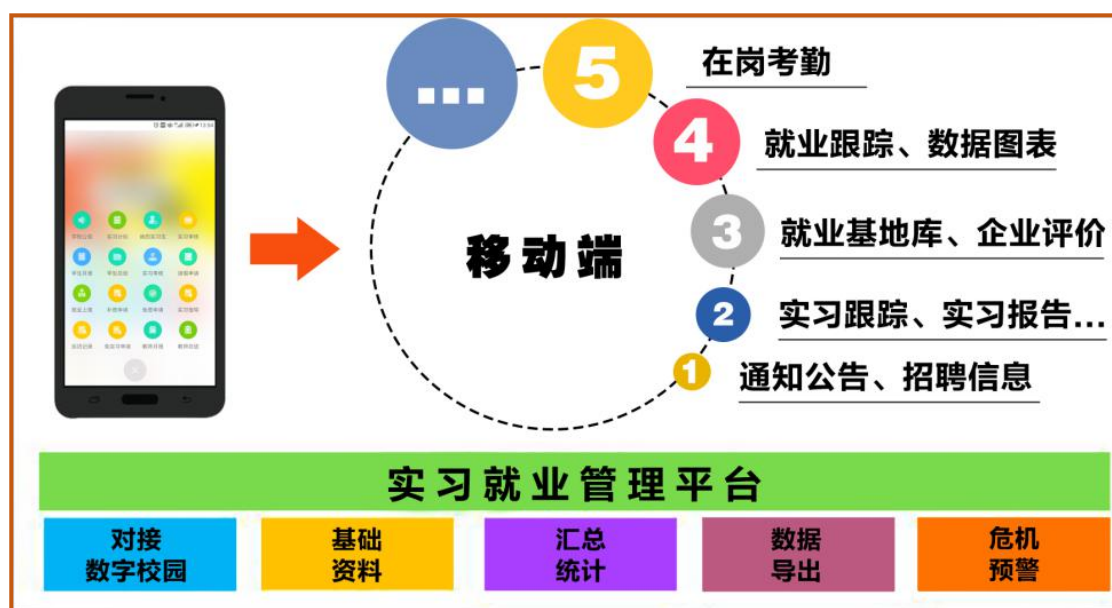 ...
5
在岗考勤
4
就业跟踪、数据图表
3
就业基地库、企业评价
移动端
2
实习跟踪、实习报告...
1
通知公告、招聘信息
实习就业管理平台
对接
数字校园
基础
资料
汇总
统计
数据
导出
危机
预警